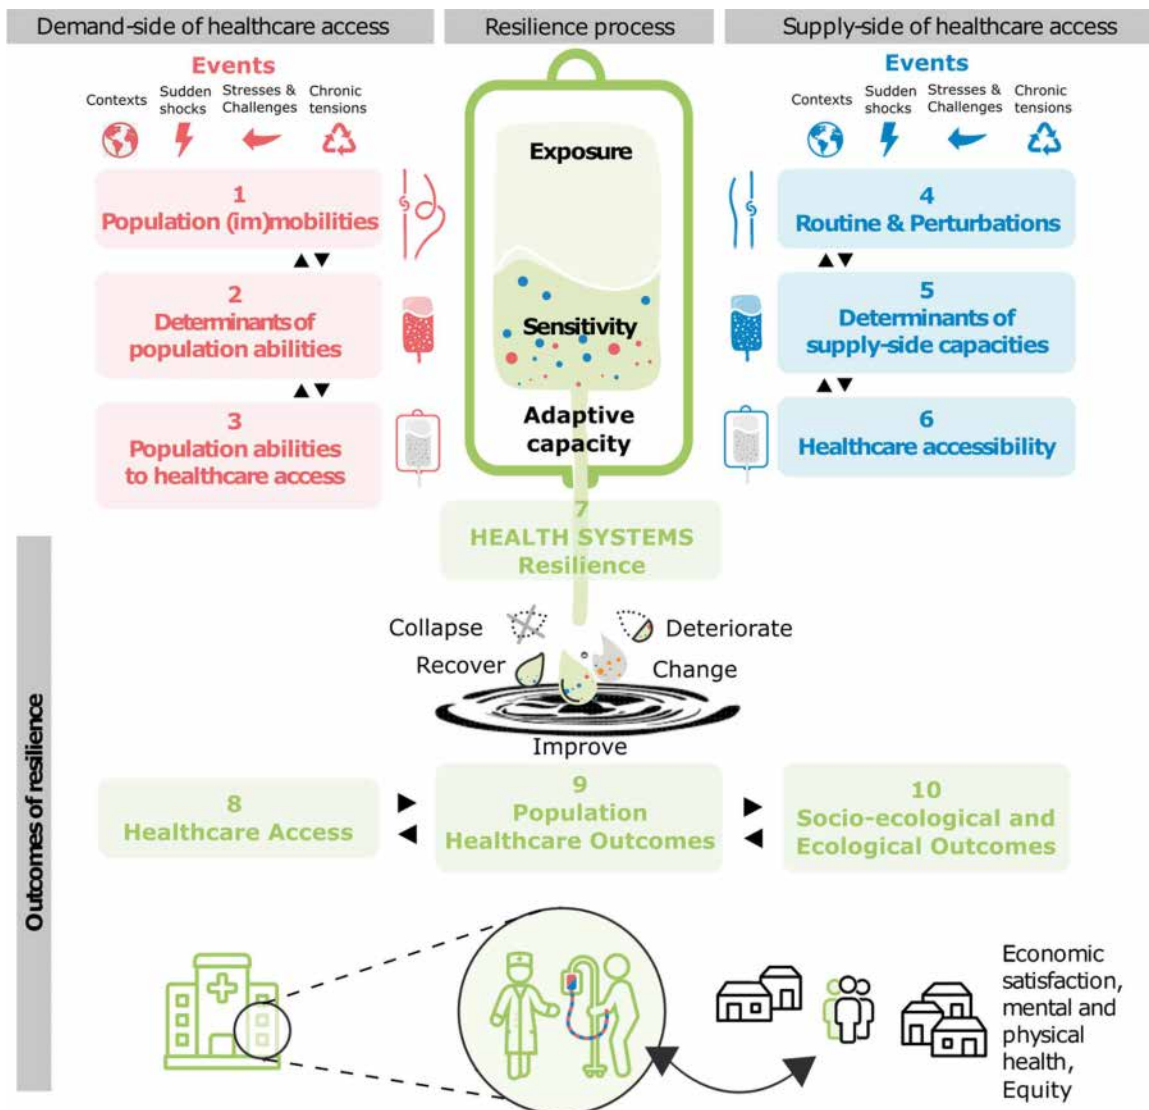 Demand-side of healthcare access
Resilience process
Supply-side of healthcare access
Events
Contexts
Sudden
shocks
Stresses &
Challenges
Chronic
tensions
1
Population (im)mobilities
2
Determinants of
population abilities
3
Population abilities
to healthcare access
Exposure
Sensitivity
Adaptive
capacity
Events
Contexts
Sudden
shocks
Stresses &
Challenges
Chronic
tensions
4
Routine & Perturbations
5
Determinants of
supply-side capacities
6
Healthcare accessibility
7
HEALTH SYSTEMS
Resilience
Collapse
Deteriorate
Recover
Change
Improve
Outcomes of resilience
8
Healthcare Access
9
Population
Healthcare Outcomes
10
Socio-ecological and
Ecological Outcomes
Economic
satisfaction,
mental and
physical
health,
Equity